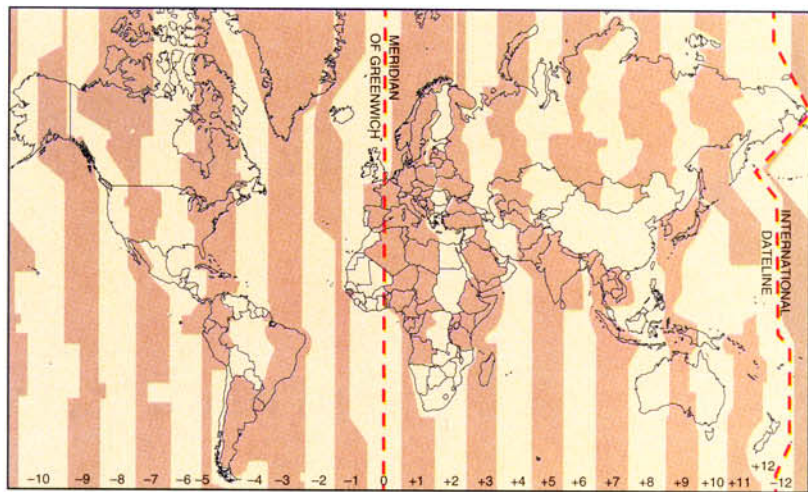 MERIDIAN
OF GREENWICH
INTERNATIONAL
DATELINE
+12
−10 −9 −8 −7 −6 −5 −4 −3 −2 −1 0 +1 +2 +3 +4 +5 +6 +7 +8 +9 +10 +11 −12